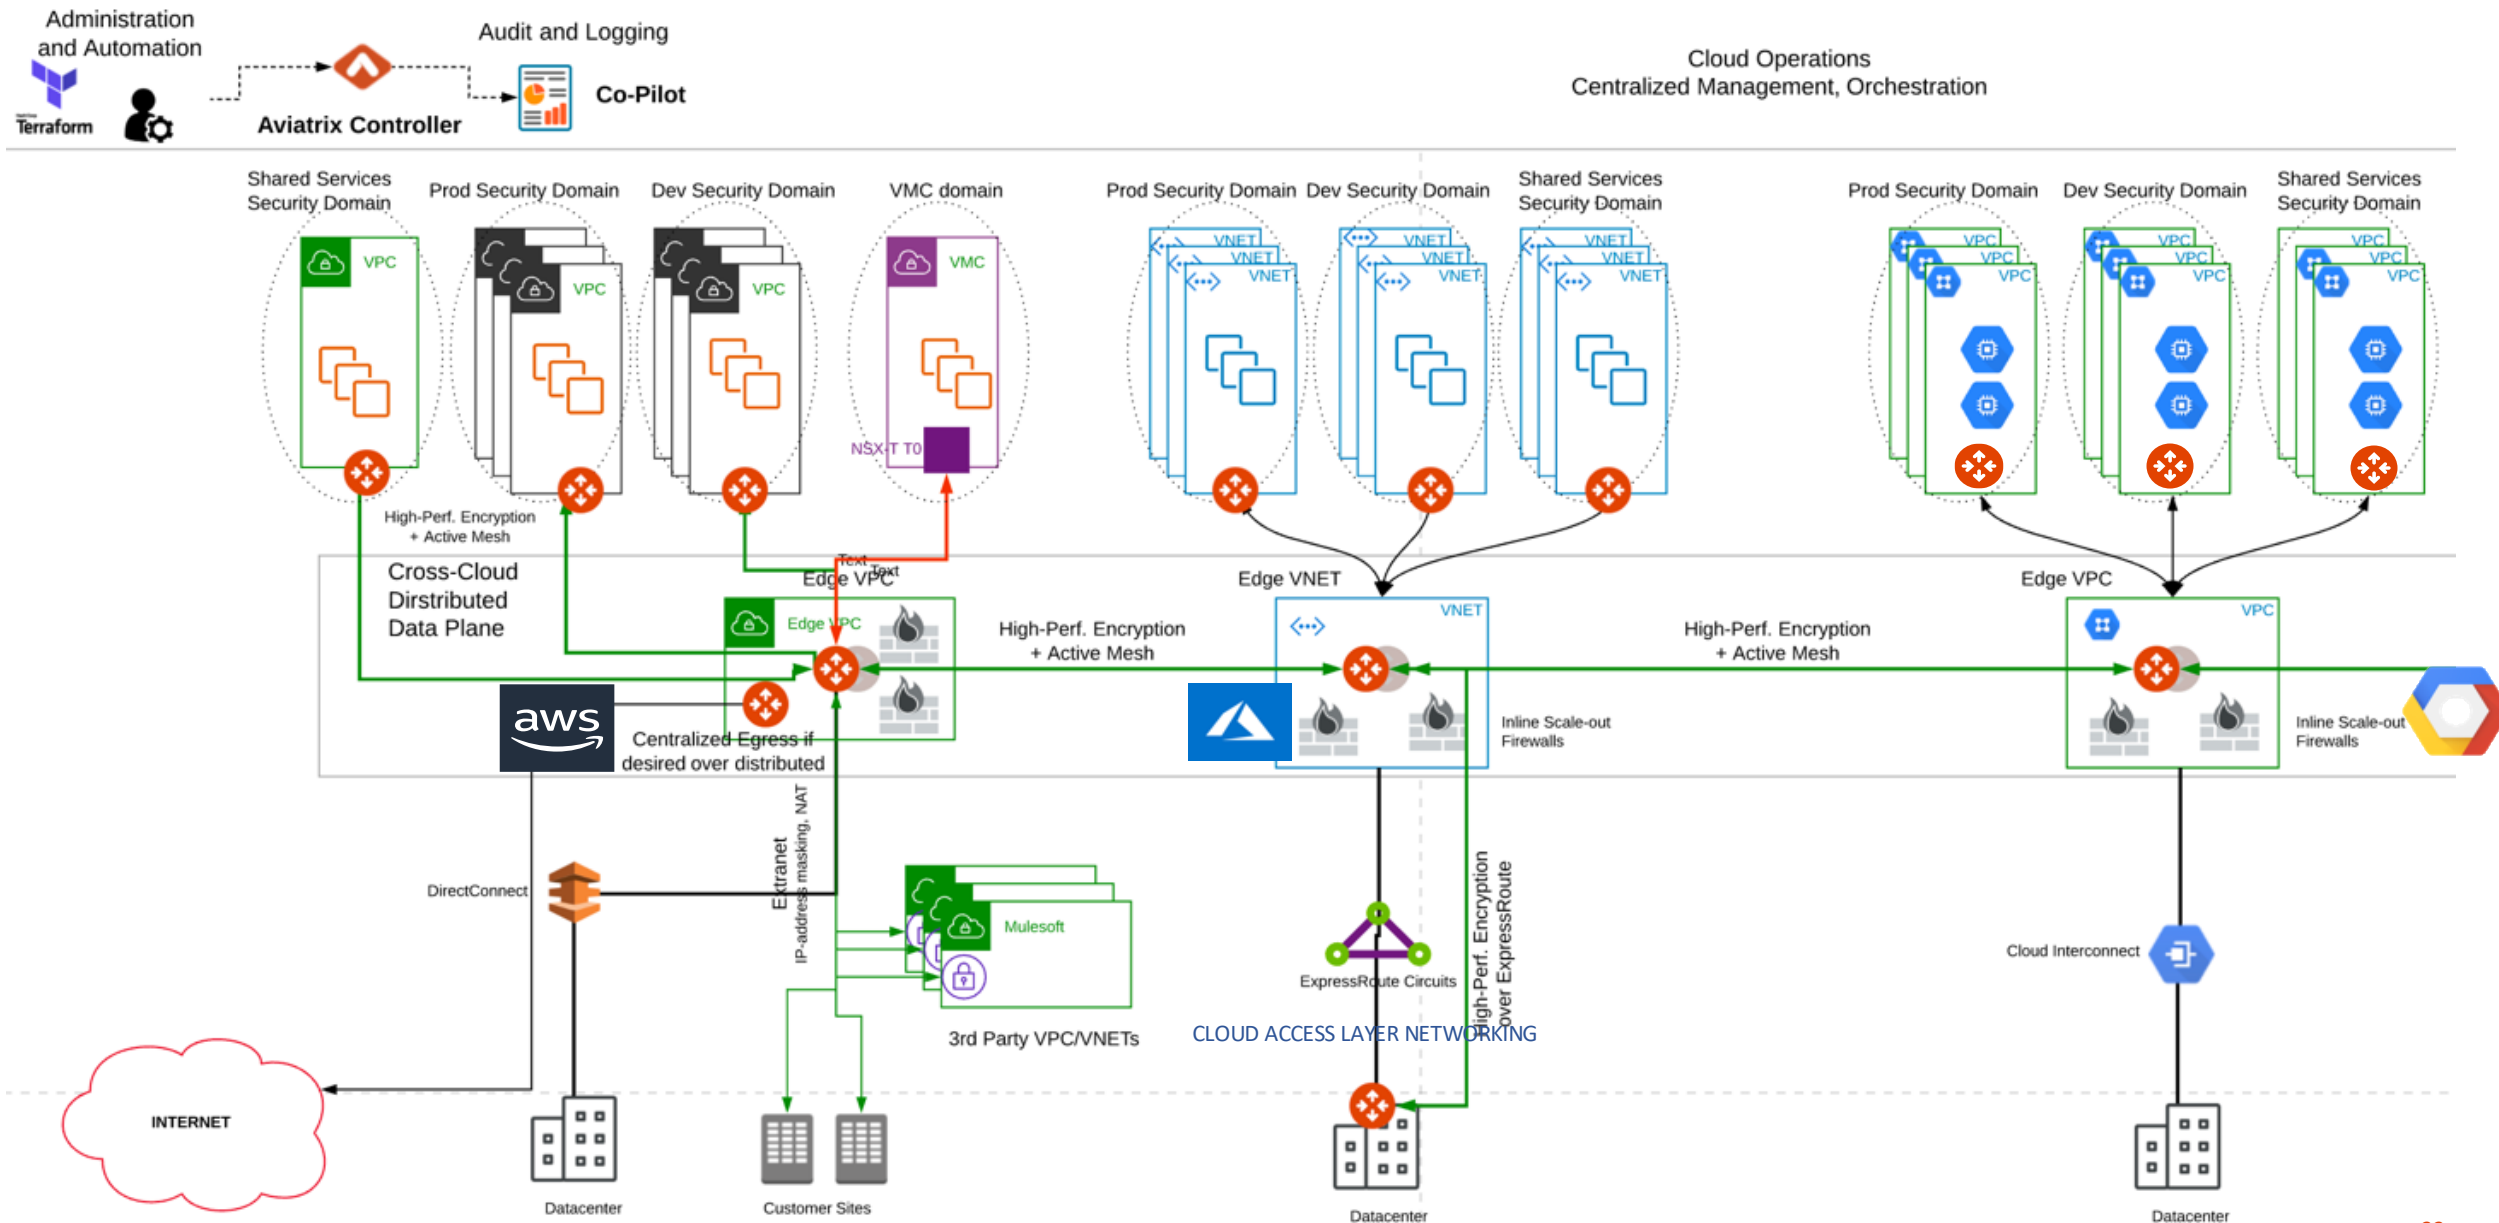 Administration
and Automation
Terraform
Aviatrix Controller
Audit and Logging
Co-Pilot
Cloud Operations
Centralized Management, Orchestration
Shared Services
Security Domain
Prod Security Domain
Dev Security Domain
VMC domain
Prod Security Domain
Dev Security Domain
Shared Services
Security Domain
Prod Security Domain
Dev Security Domain
Shared Services
Security Domain
VPC
VPC
VPC
VMC
NSX-T T0
VNET
VNET
VNET
VNET
VNET
VNET
VNET
VNET
VNET
VPC
VPC
VPC
VPC
VPC
VPC
VPC
VPC
VPC
High-Perf. Encryption
+ Active Mesh
Cross-Cloud
Dirstributed
Data Plane
Text
Text
Edge VPC
Edge VPC
Edge VNET
VNET
Edge VPC
VPC
High-Perf. Encryption
+ Active Mesh
High-Perf. Encryption
+ Active Mesh
aws
Centralized Egress if
desired over distributed
Inline Scale-out
Firewalls
Inline Scale-out
Firewalls
Extranet
IP-address masking, NAT
DirectConnect
Mulesoft
3rd Party VPC/VNETs
ExpressRoute Circuits
High-Perf. Encryption
over ExpressRoute
Cloud Interconnect
CLOUD ACCESS LAYER NETWORKING
INTERNET
Datacenter
Customer Sites
Datacenter
Datacenter